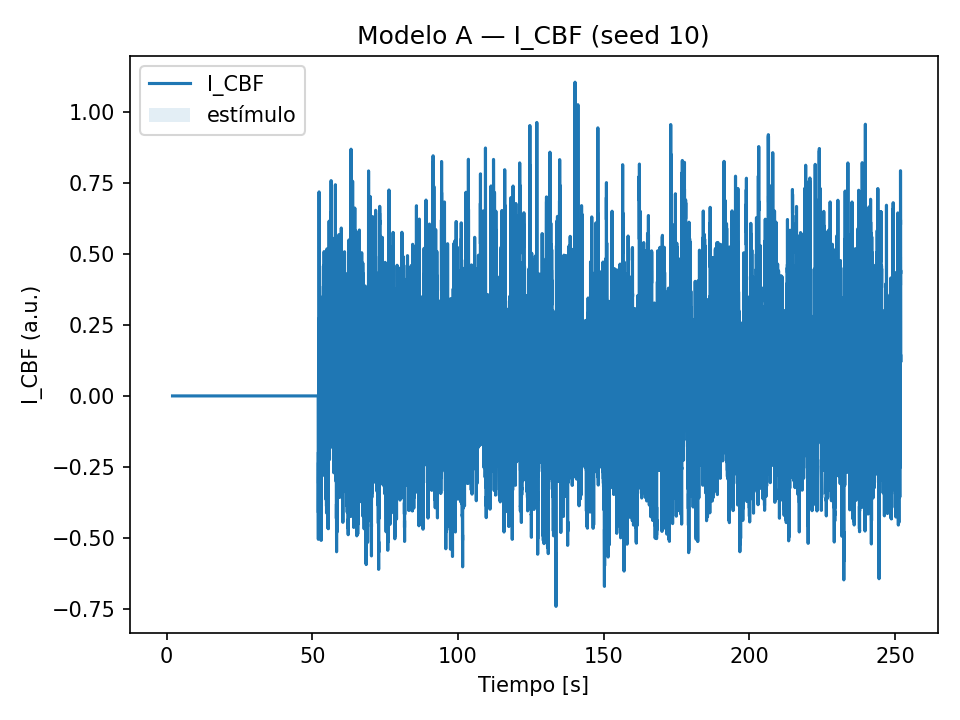 Modelo A — I_CBF (seed 10)
I_CBF
estímulo
1.00
0.75
0.50
0.25
0.00
−0.25
−0.50
−0.75
I_CBF (a.u.)
0 50 100 150 200 250
Tiempo [s]